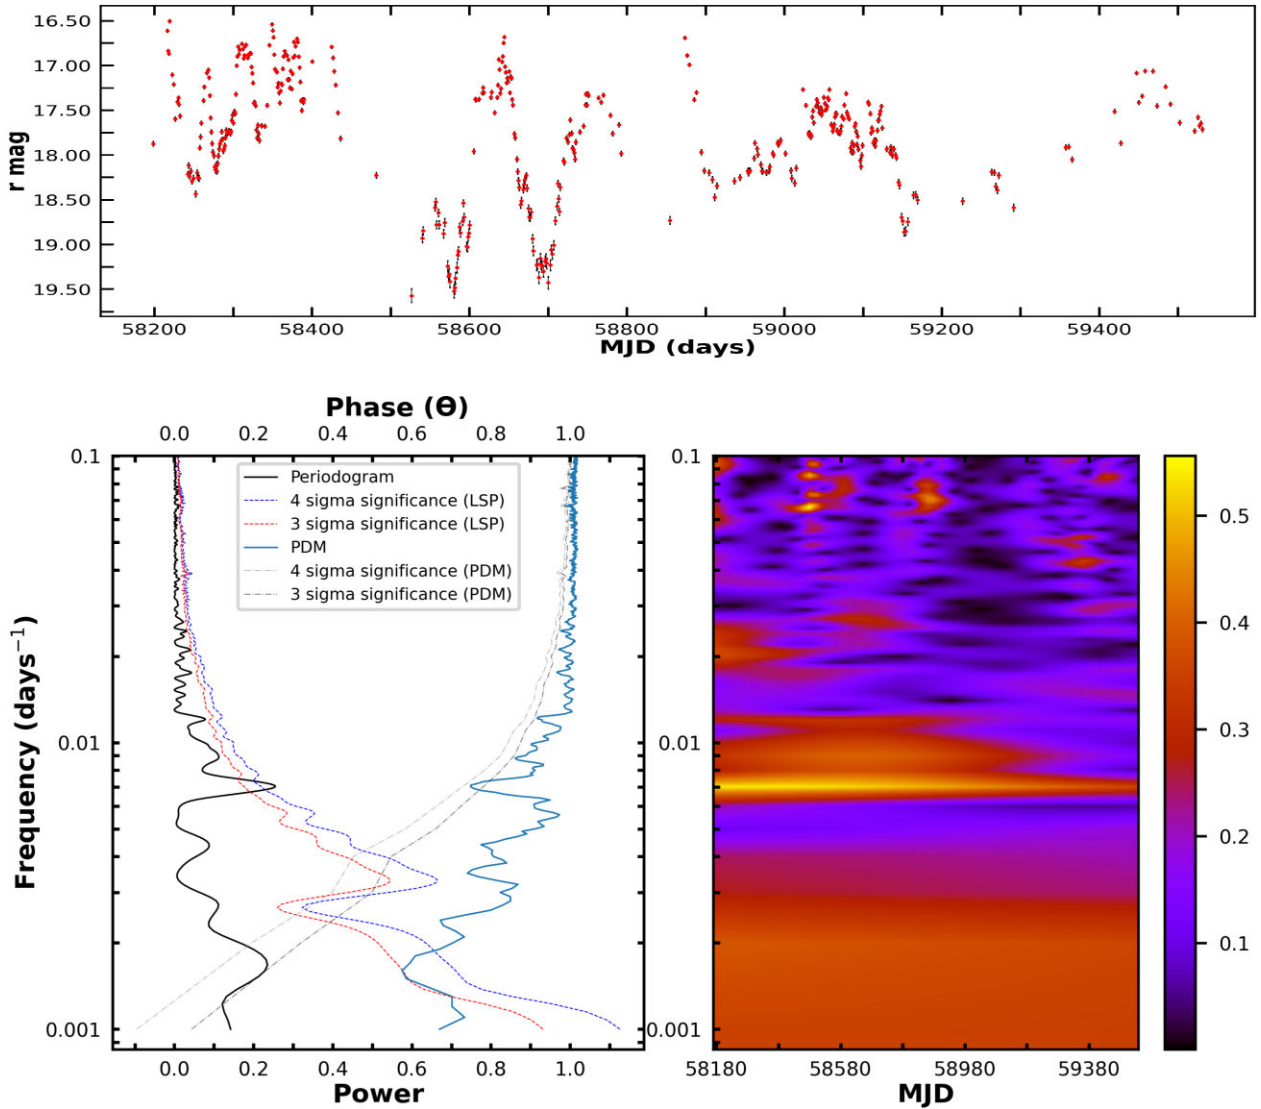 16.50
17.00
17.50
18.00
18.50
19.00
19.50
r mag
58200 58400 58600 58800 59000 59200 59400
MJD (days)
Phase (Θ)
0.0 0.2 0.4 0.6 0.8 1.0
Periodogram
4 sigma significance (LSP)
3 sigma significance (LSP)
PDM
4 sigma significance (PDM)
3 sigma significance (PDM)
0.1
0.01
0.001
Frequency (days⁻¹)
0.0 0.2 0.4 0.6 0.8 1.0
Power
0.1
0.01
0.001
58180 58580 58980 59380
MJD
0.5
0.4
0.3
0.2
0.1